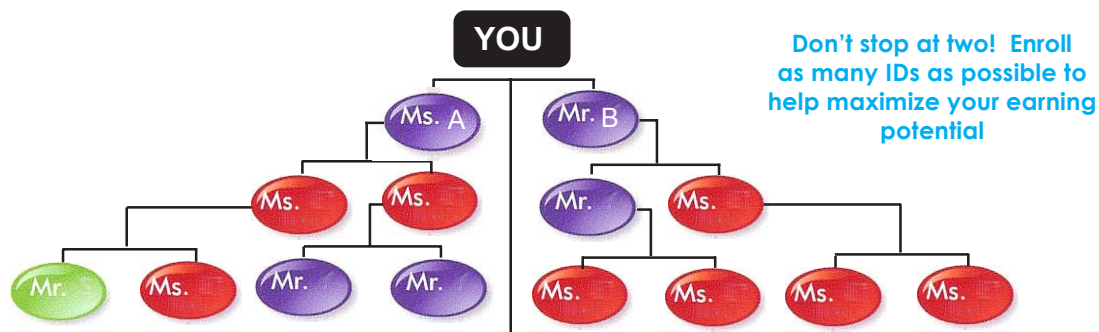 YOU
Don't stop at two! Enroll
as many IDs as possible to
help maximize your earning
potential
Ms. A
Mr. B
Ms.
Ms.
Mr.
Ms.
Mr.
Ms.
Mr.
Mr.
Ms.
Ms.
Ms.
Ms.